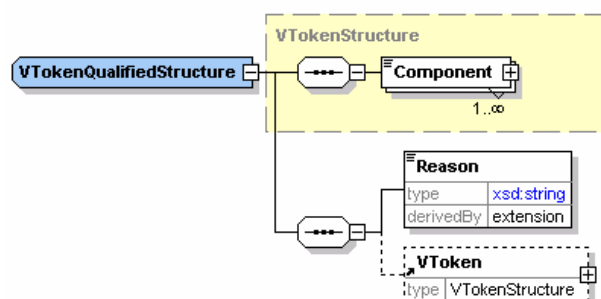 VTokenStructure
VTokenQualifiedStructure
Component
1..∞
Reason
type xsd:string
derivedBy extension
VToken
type VTokenStructure